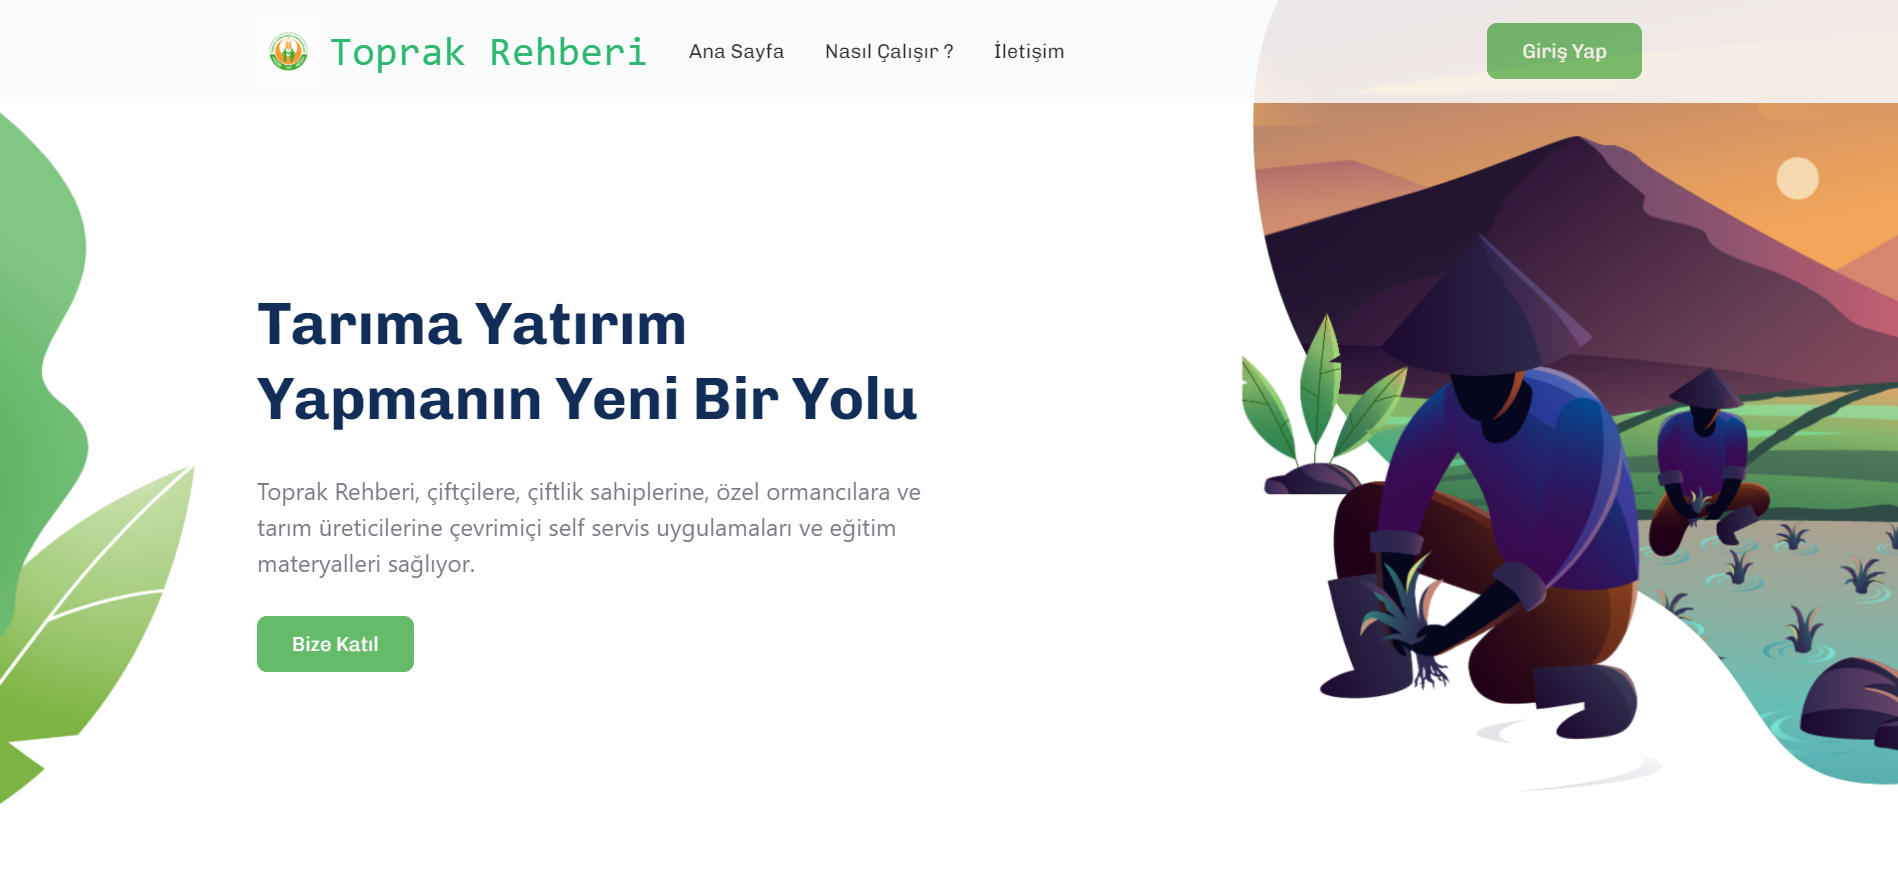 Toprak Rehberi
Ana Sayfa
Nasıl Çalışır ?
İletişim
Giriş Yap
Tarıma Yatırım
Yapmanın Yeni Bir Yolu
Toprak Rehberi, çiftçilere, çiftlik sahiplerine, özel ormancılara ve
tarım üreticilerine çevrimiçi self servis uygulamaları ve eğitim
materyalleri sağlıyor.
Bize Katıl